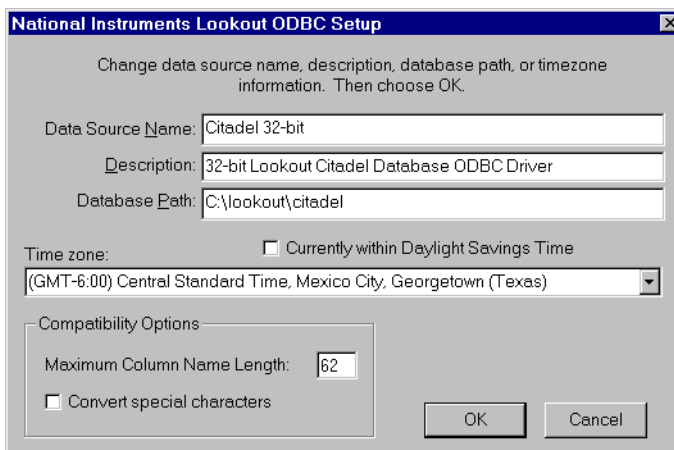 National Instruments Lookout ODBC Setup
Change data source name, description, database path, or timezone
information. Then choose OK.
Data Source Name: Citadel 32-bit
Description: 32-bit Lookout Citadel Database ODBC Driver
Database Path: C:\lookout\citadel
Time zone: Currently within Daylight Savings Time
(GMT-6:00) Central Standard Time, Mexico City, Georgetown (Texas)
Compatibility Options
Maximum Column Name Length: 62
Convert special characters
OK Cancel